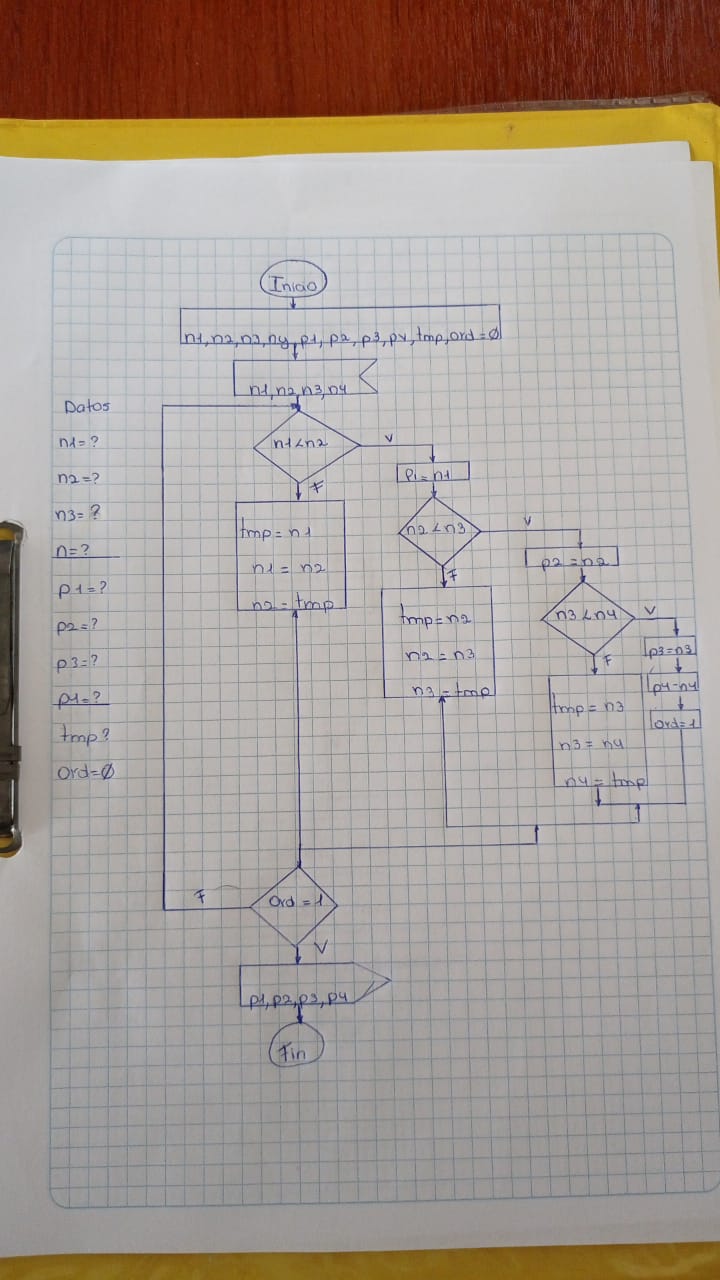 Inicio
n1, n2, n3, ny, p1, p2, p3, pv, tmp, ord=Ø
n1, n2, n3, n4
Datos
n1=?
n2=?
n3=?
n=?
p1=?
p2=?
p3=?
p1=?
tmp?
Ord=Ø
n1<n2
V
F
tmp = n1
n1 = n2
n2 = tmp
P1 = n1
n2<n3
V
F
tmp=n2
n2 = n3
n3 = tmp
p2=n2
n3<n4
V
F
tmp = n3
n3 = n4
n4 = tmp
p3=n3
p4=n4
Ord=1
Ord = 1
F
V
p1, p2, p3, p4
Fin